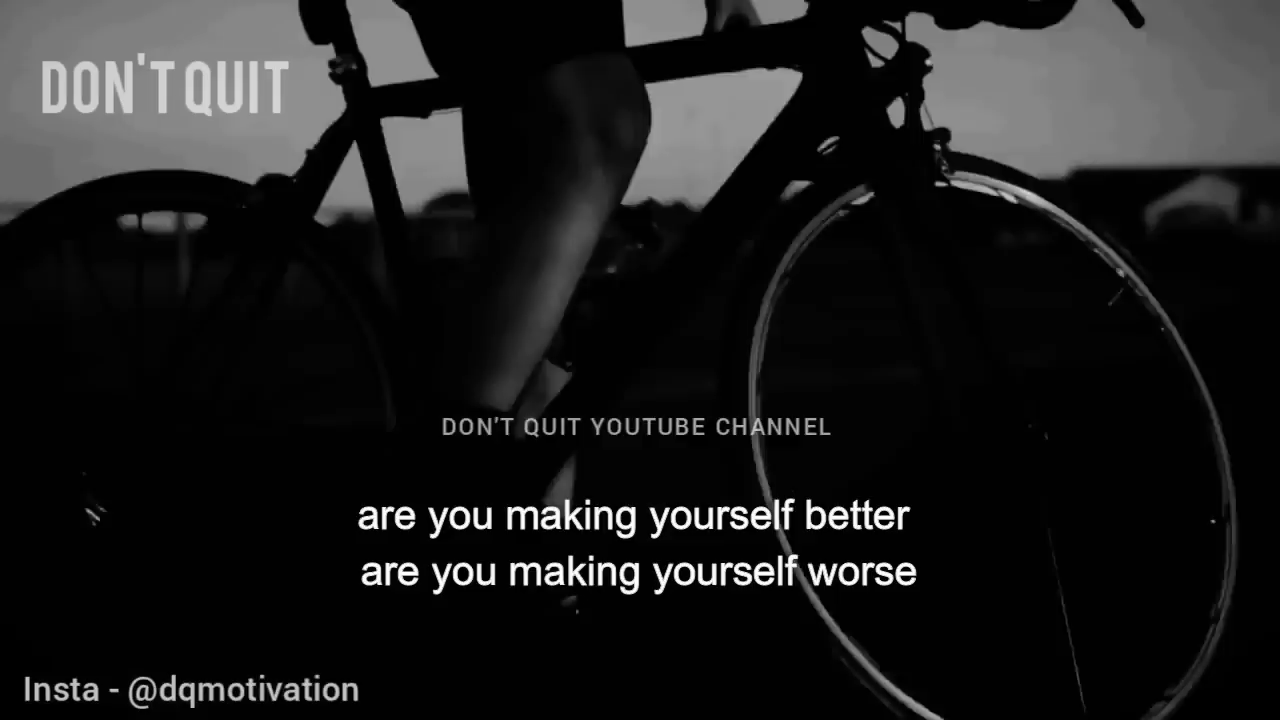 DON'T QUIT
DON'T QUIT YOUTUBE CHANNEL
are you making yourself better
are you making yourself worse
Insta - @dqmotivation